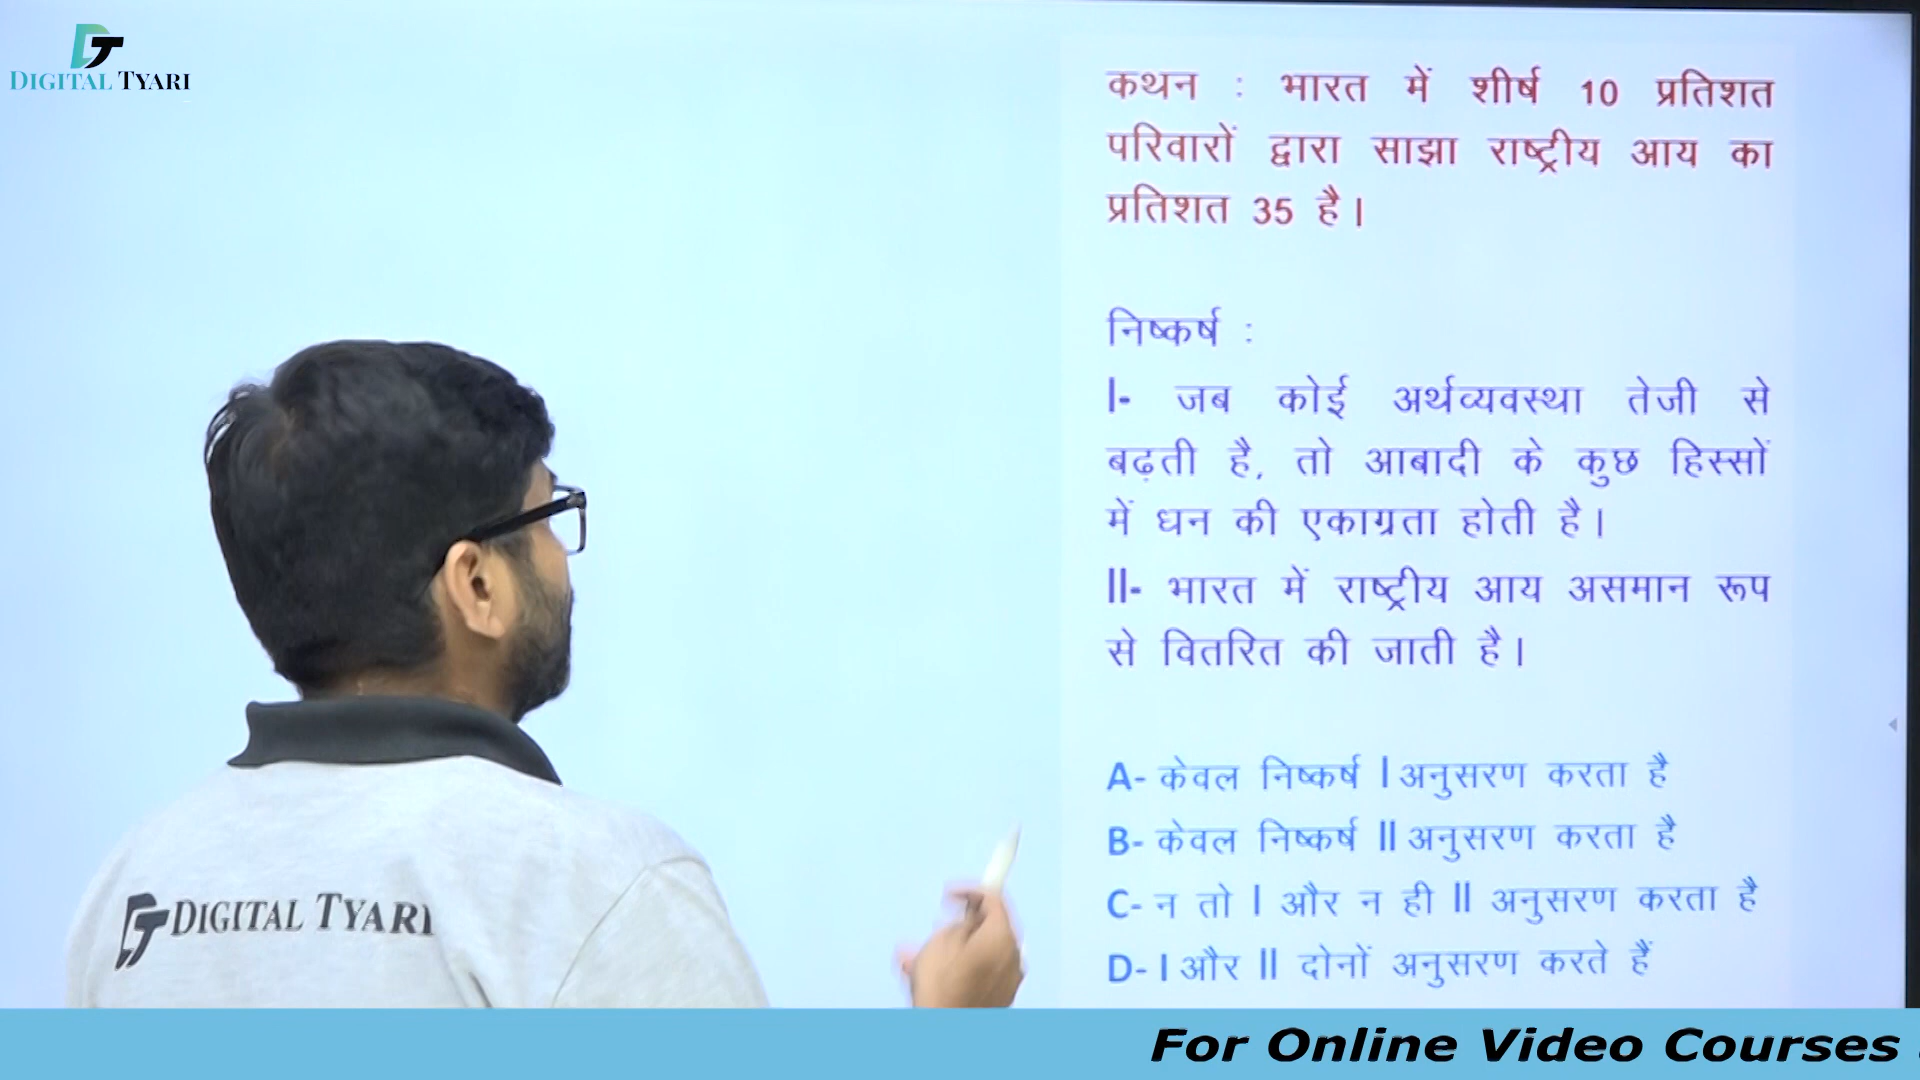 DIGITAL TYARI
कथन : भारत में शीर्ष 10 प्रतिशत
परिवारों द्वारा साझा राष्ट्रीय आय का
प्रतिशत 35 है।
निष्कर्ष :
I- जब कोई अर्थव्यवस्था तेजी से
बढ़ती है, तो आबादी के कुछ हिस्सों
में धन की एकाग्रता होती है।
II- भारत में राष्ट्रीय आय असमान रूप
से वितरित की जाती है।
A- केवल निष्कर्ष I अनुसरण करता है
B- केवल निष्कर्ष II अनुसरण करता है
C- न तो I और न ही II अनुसरण करता है
D- I और II दोनों अनुसरण करते हैं
DIGITAL TYARI
For Online Video Courses